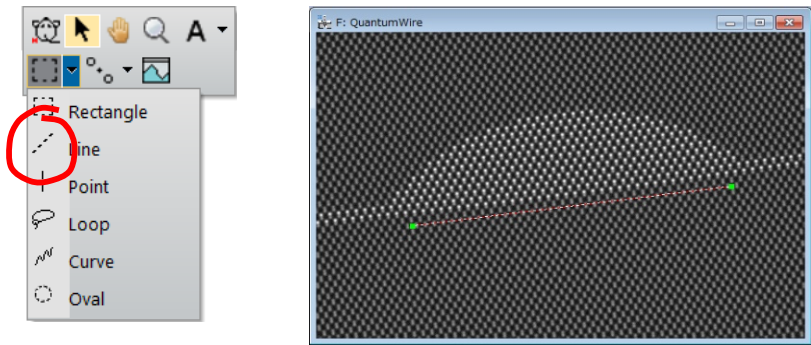 A
Rectangle
Line
Point
Loop
Curve
Oval
F: QuantumWire